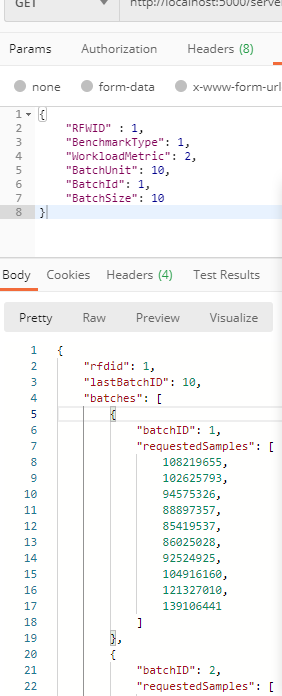 GET http://localhost:5000/serve
Params Authorization Headers (8)
none form-data x-www-form-url
1 {
2 "RFWID" : 1,
3 "BenchmarkType": 1,
4 "WorkloadMetric": 2,
5 "BatchUnit": 10,
6 "BatchId": 1,
7 "BatchSize": 10
8 }
Body Cookies Headers (4) Test Results
Pretty Raw Preview Visualize
1 {
2 "rfdid": 1,
3 "lastBatchID": 10,
4 "batches": [
5 {
6 "batchID": 1,
7 "requestedSamples": [
8 108219655,
9 102625793,
10 94575326,
11 88897357,
12 85419537,
13 86025028,
14 92524925,
15 104916160,
16 121327010,
17 139106441
18 ]
19 },
20 {
21 "batchID": 2,
22 "requestedSamples": [